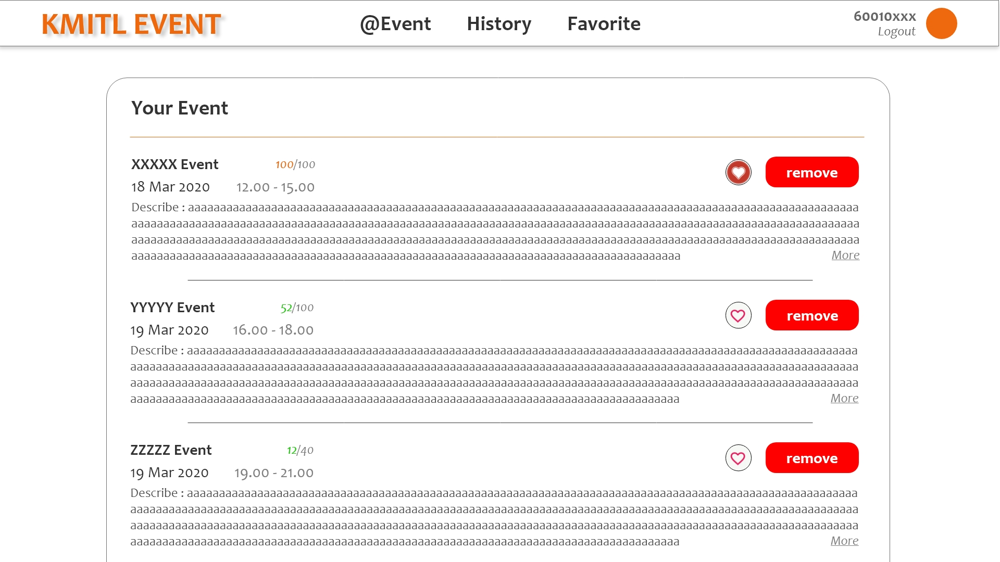 KMITL EVENT
@Event
History
Favorite
60010xxx
Logout
Your Event
XXXXX Event 100/100
remove
18 Mar 2020 12.00 - 15.00
Describe : aaaaaaaaaaaaaaaaaaaaaaaaaaaaaaaaaaaaaaaaaaaaaaaaaaaaaaaaaaaaaaaaaaaaaaaaaaaaaaaaaaaaaaaaaaaaaaaaaaaaaaaaa
aaaaaaaaaaaaaaaaaaaaaaaaaaaaaaaaaaaaaaaaaaaaaaaaaaaaaaaaaaaaaaaaaaaaaaaaaaaaaaaaaaaaaaaaaaaaaaaaaaaaaaaaaaaaaaaaaa
aaaaaaaaaaaaaaaaaaaaaaaaaaaaaaaaaaaaaaaaaaaaaaaaaaaaaaaaaaaaaaaaaaaaaaaaaaaaaaaaaaaaaaaaaaaaaaaaaaaaaaaaaaaaaaaaaa
aaaaaaaaaaaaaaaaaaaaaaaaaaaaaaaaaaaaaaaaaaaaaaaaaaaaaaaaaaaaaaaaaaaaaaaaaaaaaaaaaaaaaa More
YYYYY Event 52/100
remove
19 Mar 2020 16.00 - 18.00
Describe : aaaaaaaaaaaaaaaaaaaaaaaaaaaaaaaaaaaaaaaaaaaaaaaaaaaaaaaaaaaaaaaaaaaaaaaaaaaaaaaaaaaaaaaaaaaaaaaaaaaaaaaaa
aaaaaaaaaaaaaaaaaaaaaaaaaaaaaaaaaaaaaaaaaaaaaaaaaaaaaaaaaaaaaaaaaaaaaaaaaaaaaaaaaaaaaaaaaaaaaaaaaaaaaaaaaaaaaaaaaa
aaaaaaaaaaaaaaaaaaaaaaaaaaaaaaaaaaaaaaaaaaaaaaaaaaaaaaaaaaaaaaaaaaaaaaaaaaaaaaaaaaaaaaaaaaaaaaaaaaaaaaaaaaaaaaaaaa
aaaaaaaaaaaaaaaaaaaaaaaaaaaaaaaaaaaaaaaaaaaaaaaaaaaaaaaaaaaaaaaaaaaaaaaaaaaaaaaaaaaaaa More
ZZZZZ Event 12/40
remove
19 Mar 2020 19.00 - 21.00
Describe : aaaaaaaaaaaaaaaaaaaaaaaaaaaaaaaaaaaaaaaaaaaaaaaaaaaaaaaaaaaaaaaaaaaaaaaaaaaaaaaaaaaaaaaaaaaaaaaaaaaaaaaaa
aaaaaaaaaaaaaaaaaaaaaaaaaaaaaaaaaaaaaaaaaaaaaaaaaaaaaaaaaaaaaaaaaaaaaaaaaaaaaaaaaaaaaaaaaaaaaaaaaaaaaaaaaaaaaaaaaa
aaaaaaaaaaaaaaaaaaaaaaaaaaaaaaaaaaaaaaaaaaaaaaaaaaaaaaaaaaaaaaaaaaaaaaaaaaaaaaaaaaaaaaaaaaaaaaaaaaaaaaaaaaaaaaaaaa
aaaaaaaaaaaaaaaaaaaaaaaaaaaaaaaaaaaaaaaaaaaaaaaaaaaaaaaaaaaaaaaaaaaaaaaaaaaaaaaaaaaaaa More